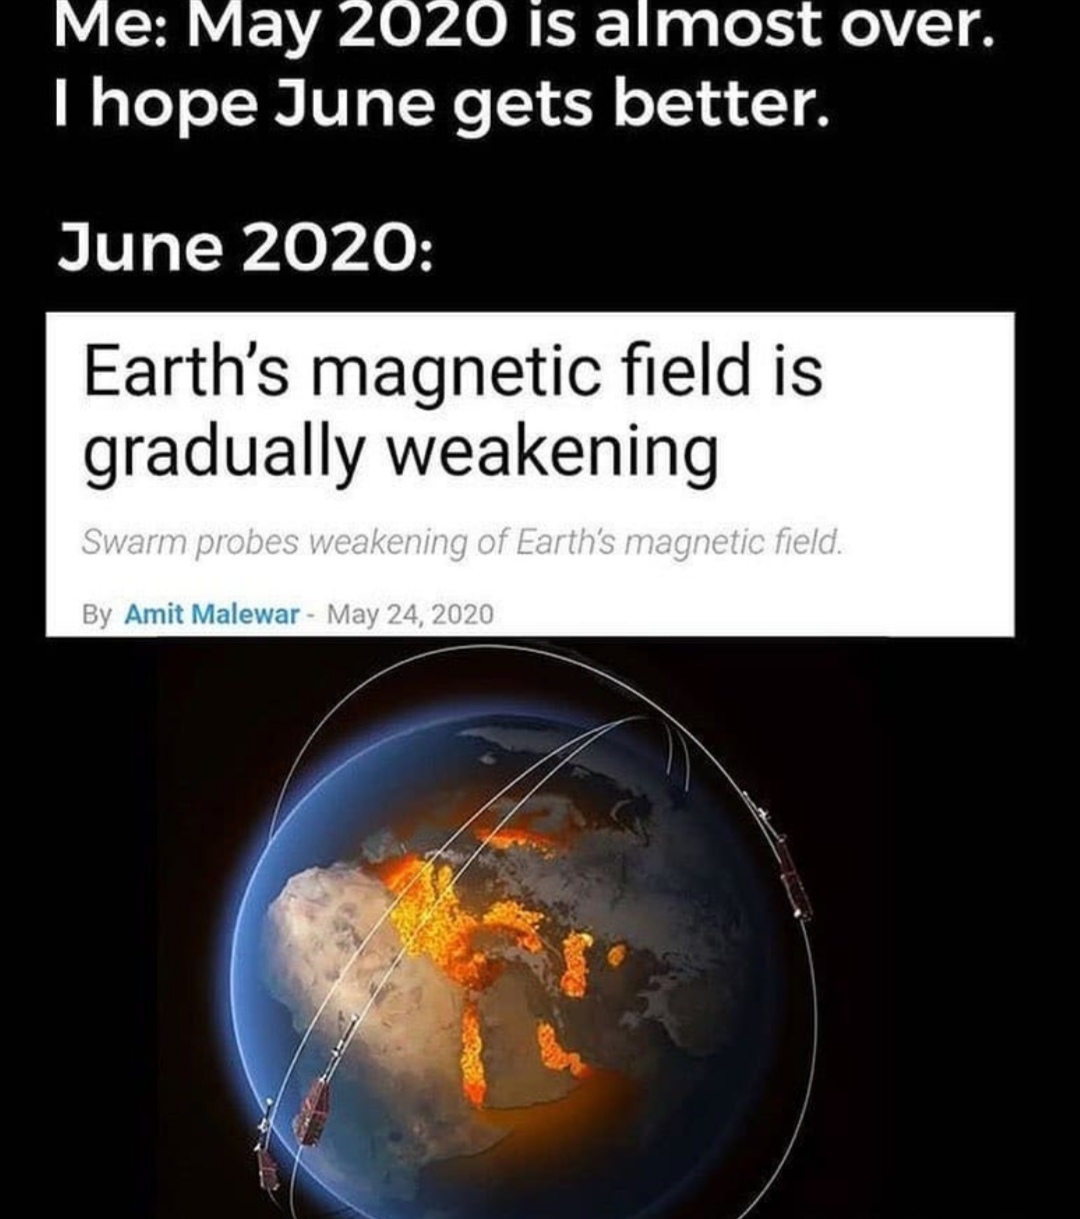 Me: May 2020 is almost over.
I hope June gets better.
June 2020:
Earth's magnetic field is
gradually weakening
Swarm probes weakening of Earth's magnetic field.
By Amit Malewar - May 24, 2020